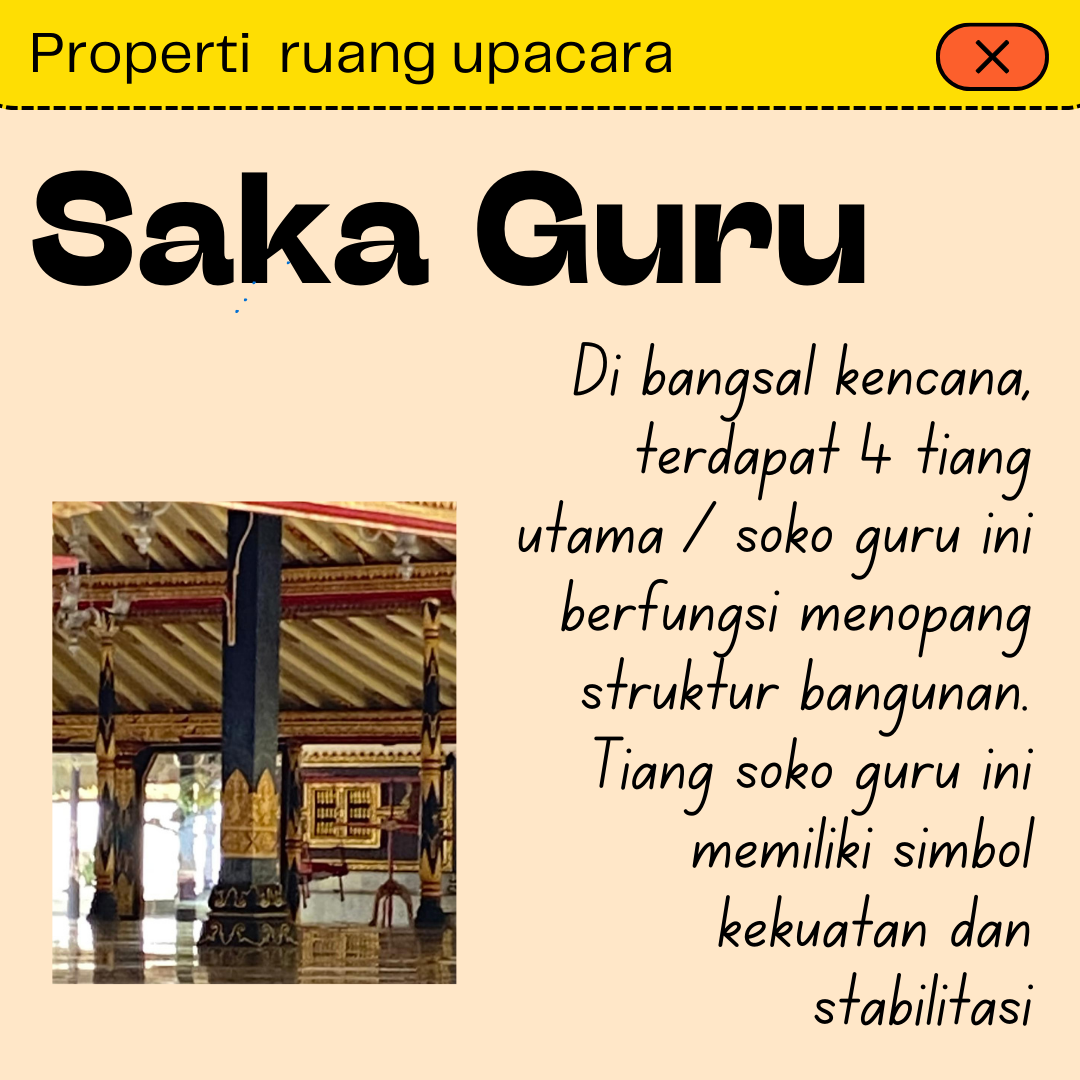 Properti ruang upacara
Saka Guru
Di bangsal kencana,
terdapat 4 tiang
utama / soko guru ini
berfungsi menopang
struktur bangunan.
Tiang soko guru ini
memiliki simbol
kekuatan dan
stabilitasi